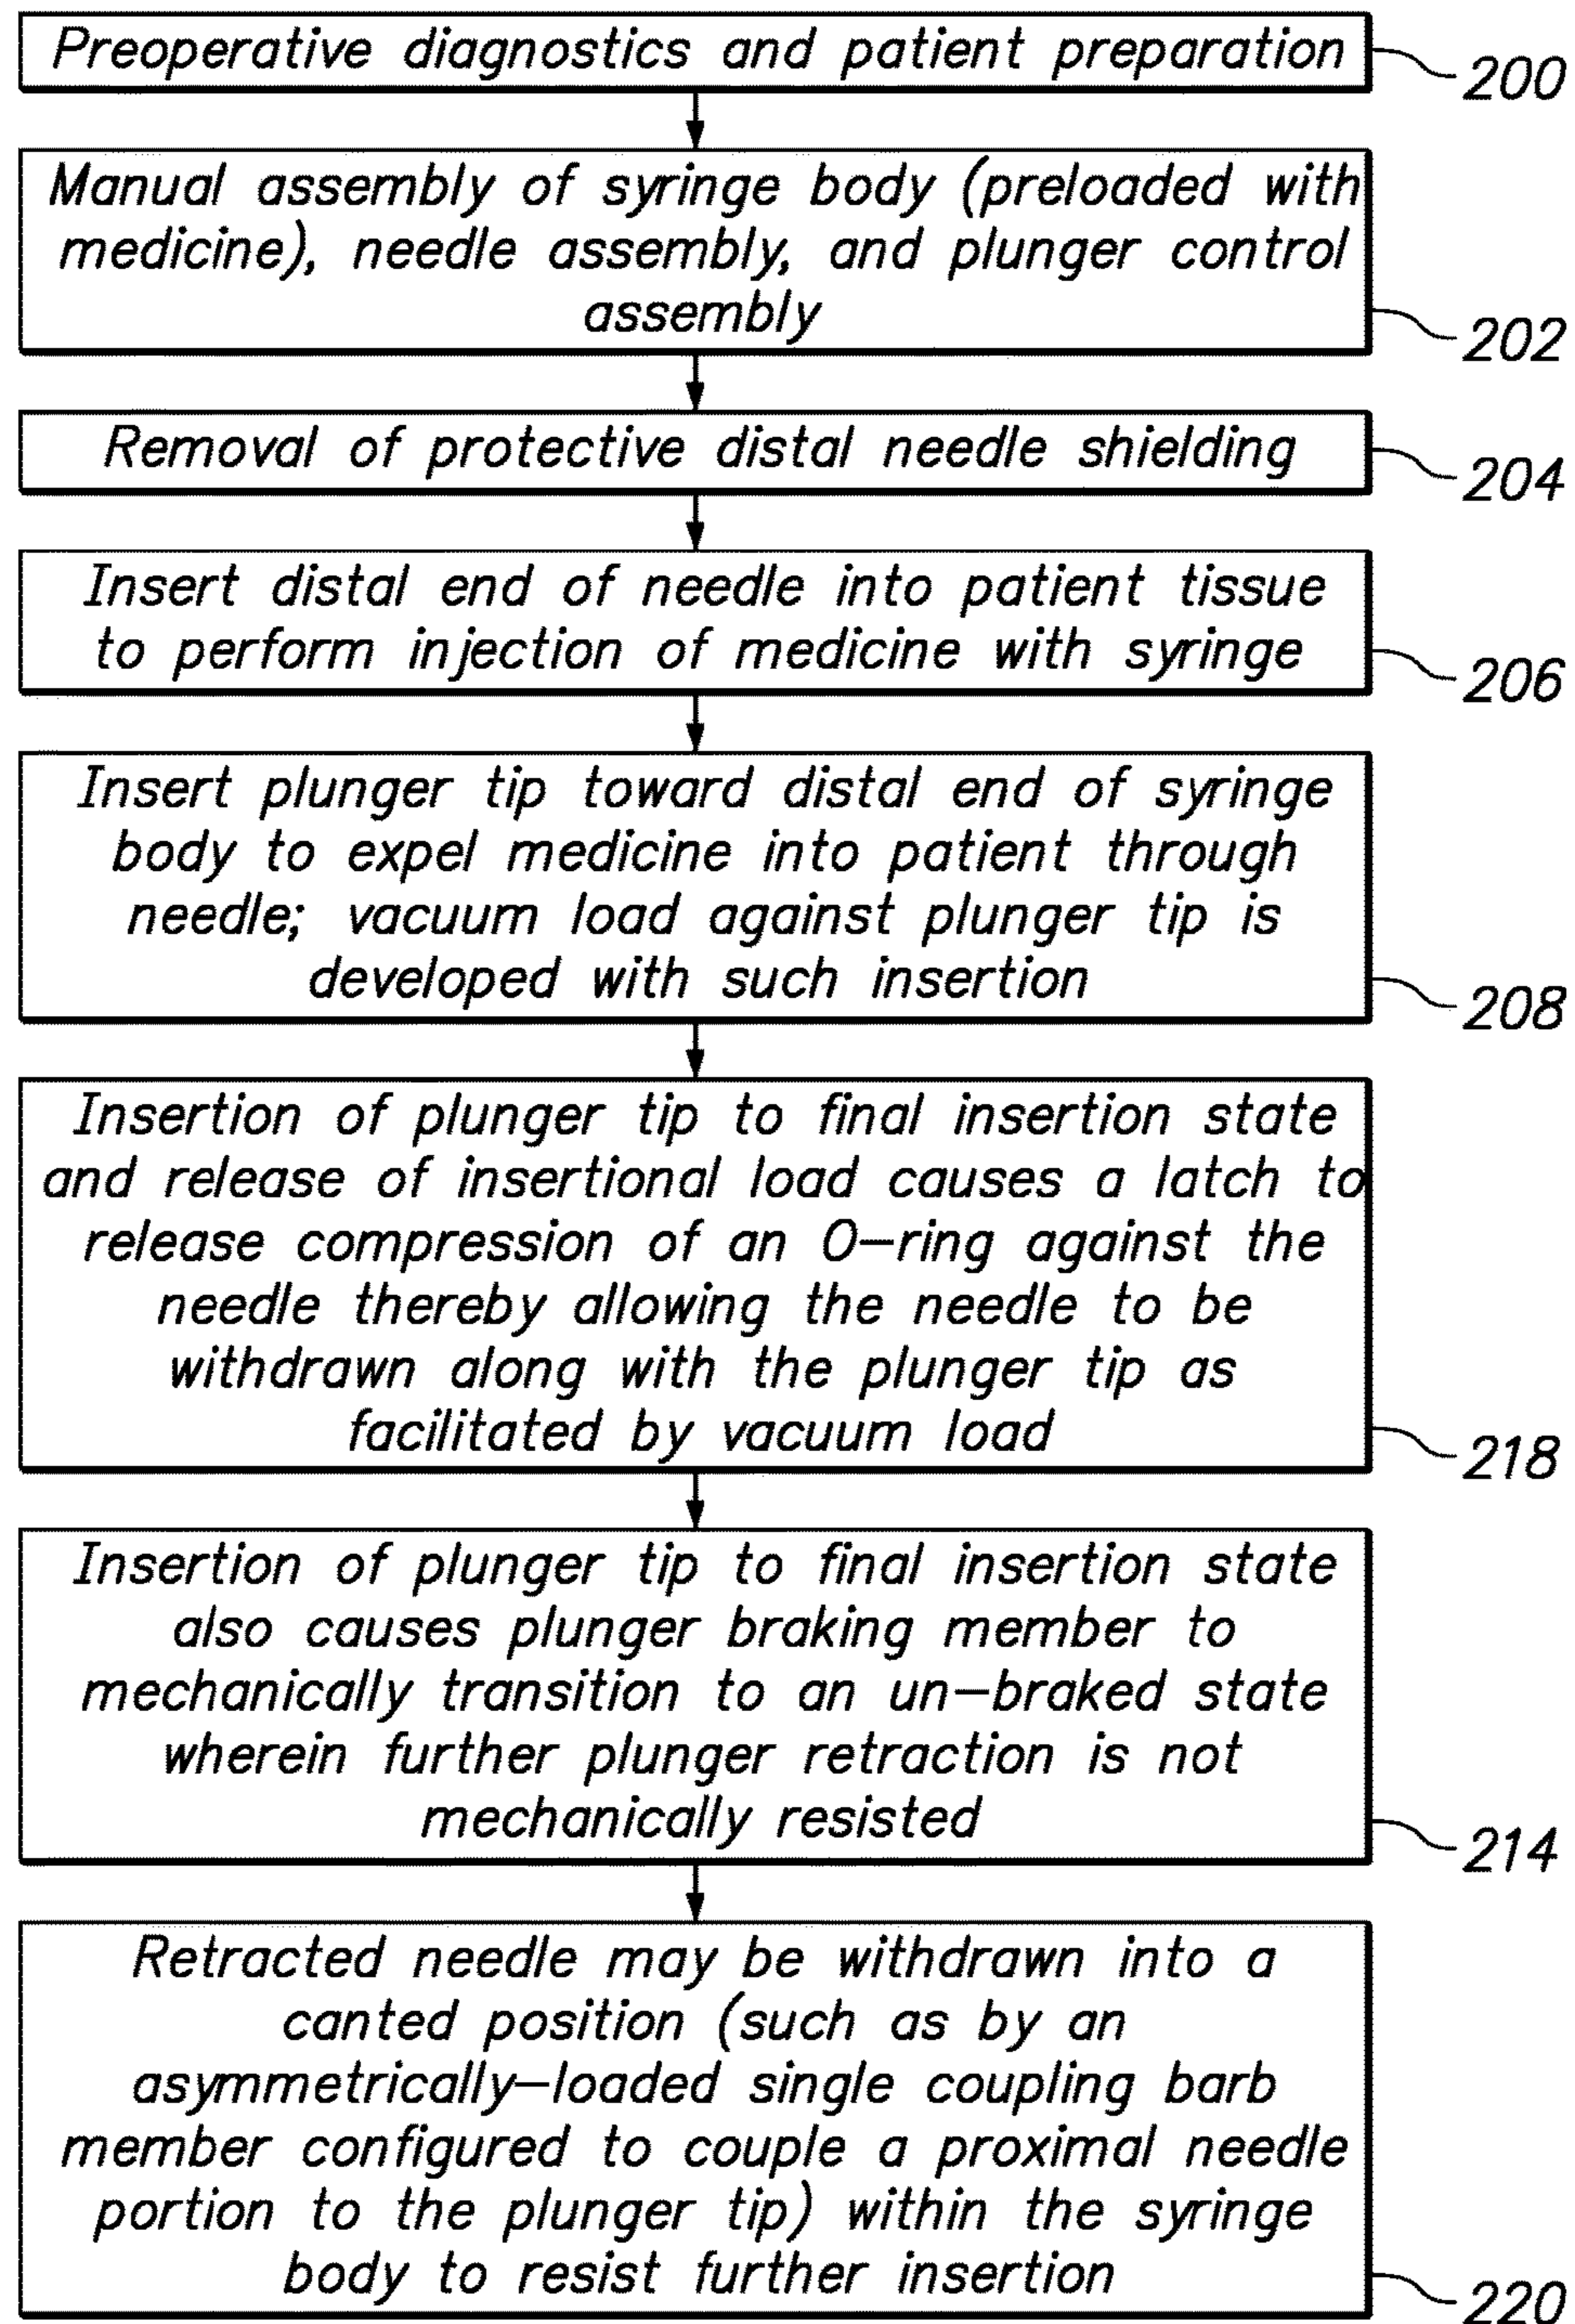 Preoperative diagnostics and patient preparation
200
Manual assembly of syringe body (preloaded with
medicine), needle assembly, and plunger control
assembly
202
Removal of protective distal needle shielding
204
Insert distal end of needle into patient tissue
to perform injection of medicine with syringe
206
Insert plunger tip toward distal end of syringe
body to expel medicine into patient through
needle; vacuum load against plunger tip is
developed with such insertion
208
Insertion of plunger tip to final insertion state
and release of insertional load causes a latch to
release compression of an O-ring against the
needle thereby allowing the needle to be
withdrawn along with the plunger tip as
facilitated by vacuum load
218
Insertion of plunger tip to final insertion state
also causes plunger braking member to
mechanically transition to an un-braked state
wherein further plunger retraction is not
mechanically resisted
214
Retracted needle may be withdrawn into a
canted position (such as by an
asymmetrically-loaded single coupling barb
member configured to couple a proximal needle
portion to the plunger tip) within the syringe
body to resist further insertion
220